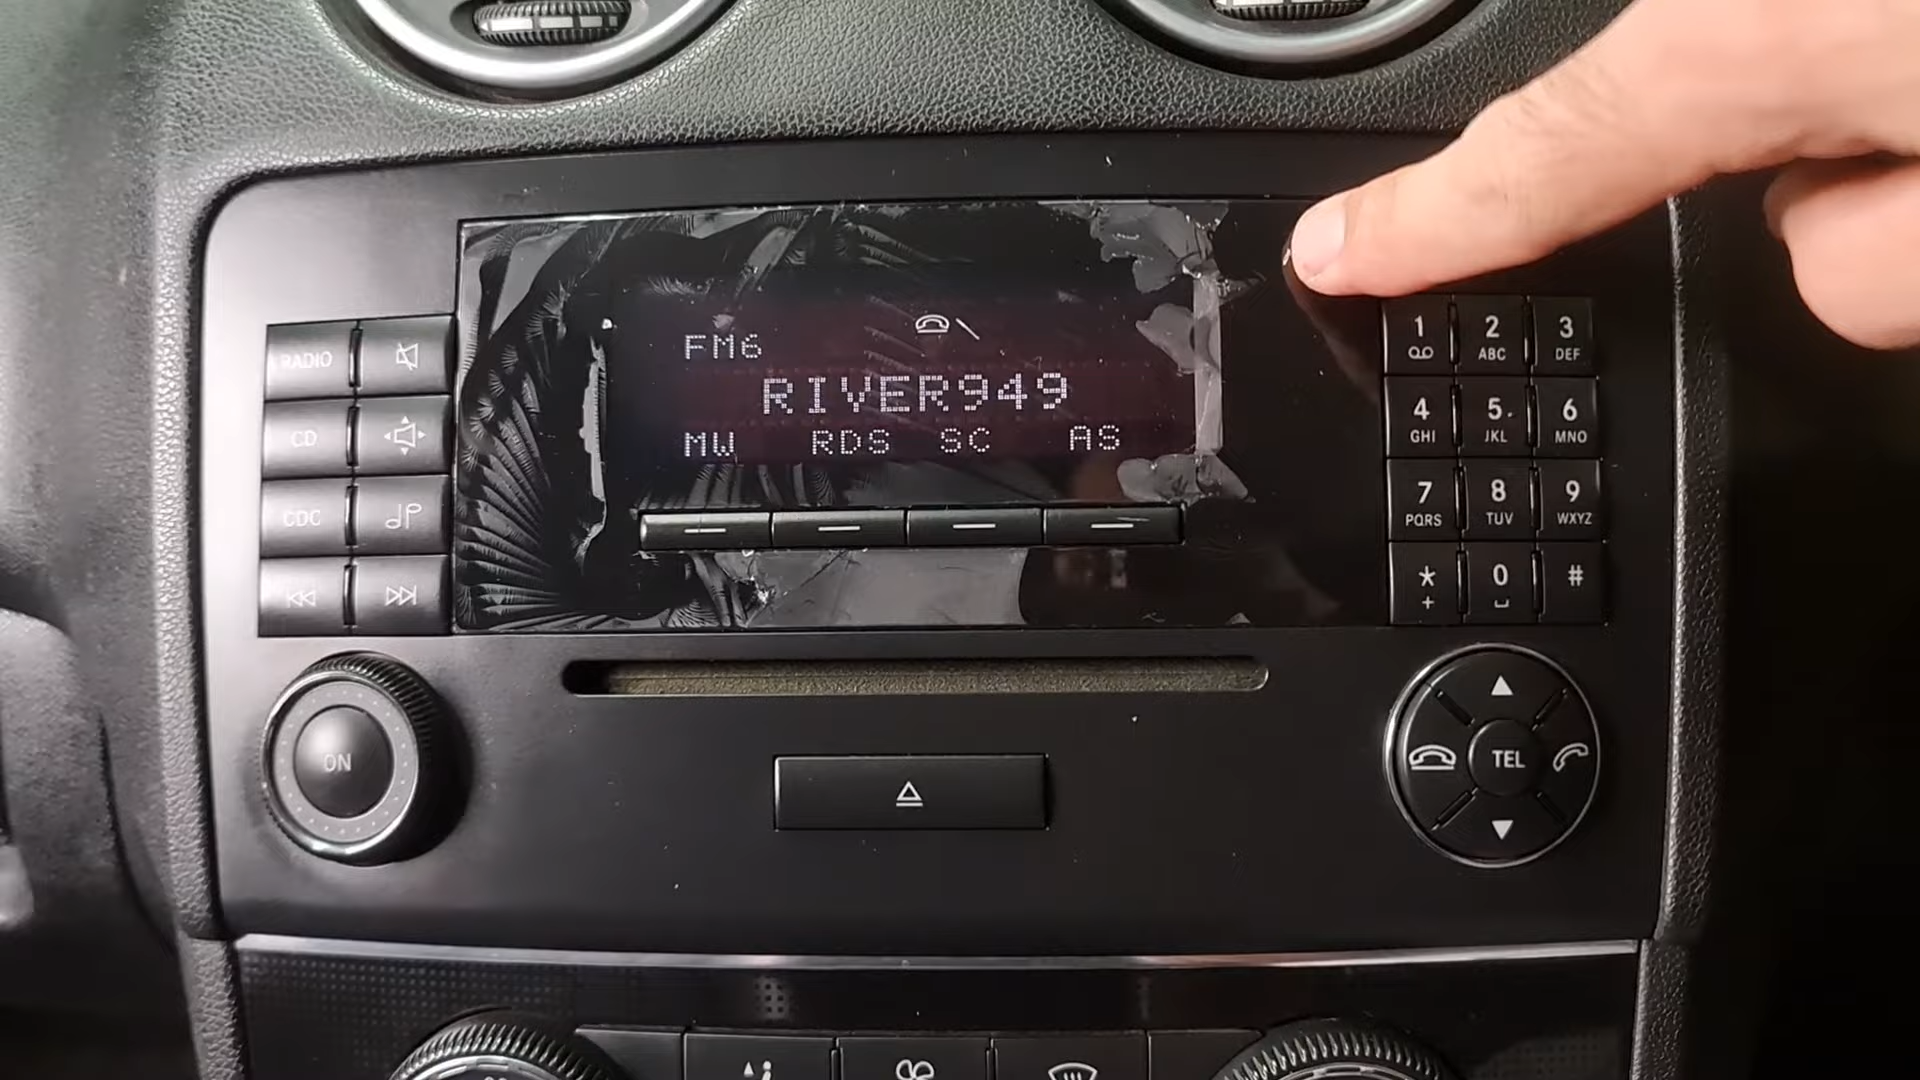 FM6
RIVER949
MW RDS SC AS
RADIO
CD
CDC
ON
1 2 3
ABC DEF
4 5 6
GHI JKL MNO
7 8 9
PQRS TUV WXYZ
* 0 #
+
TEL